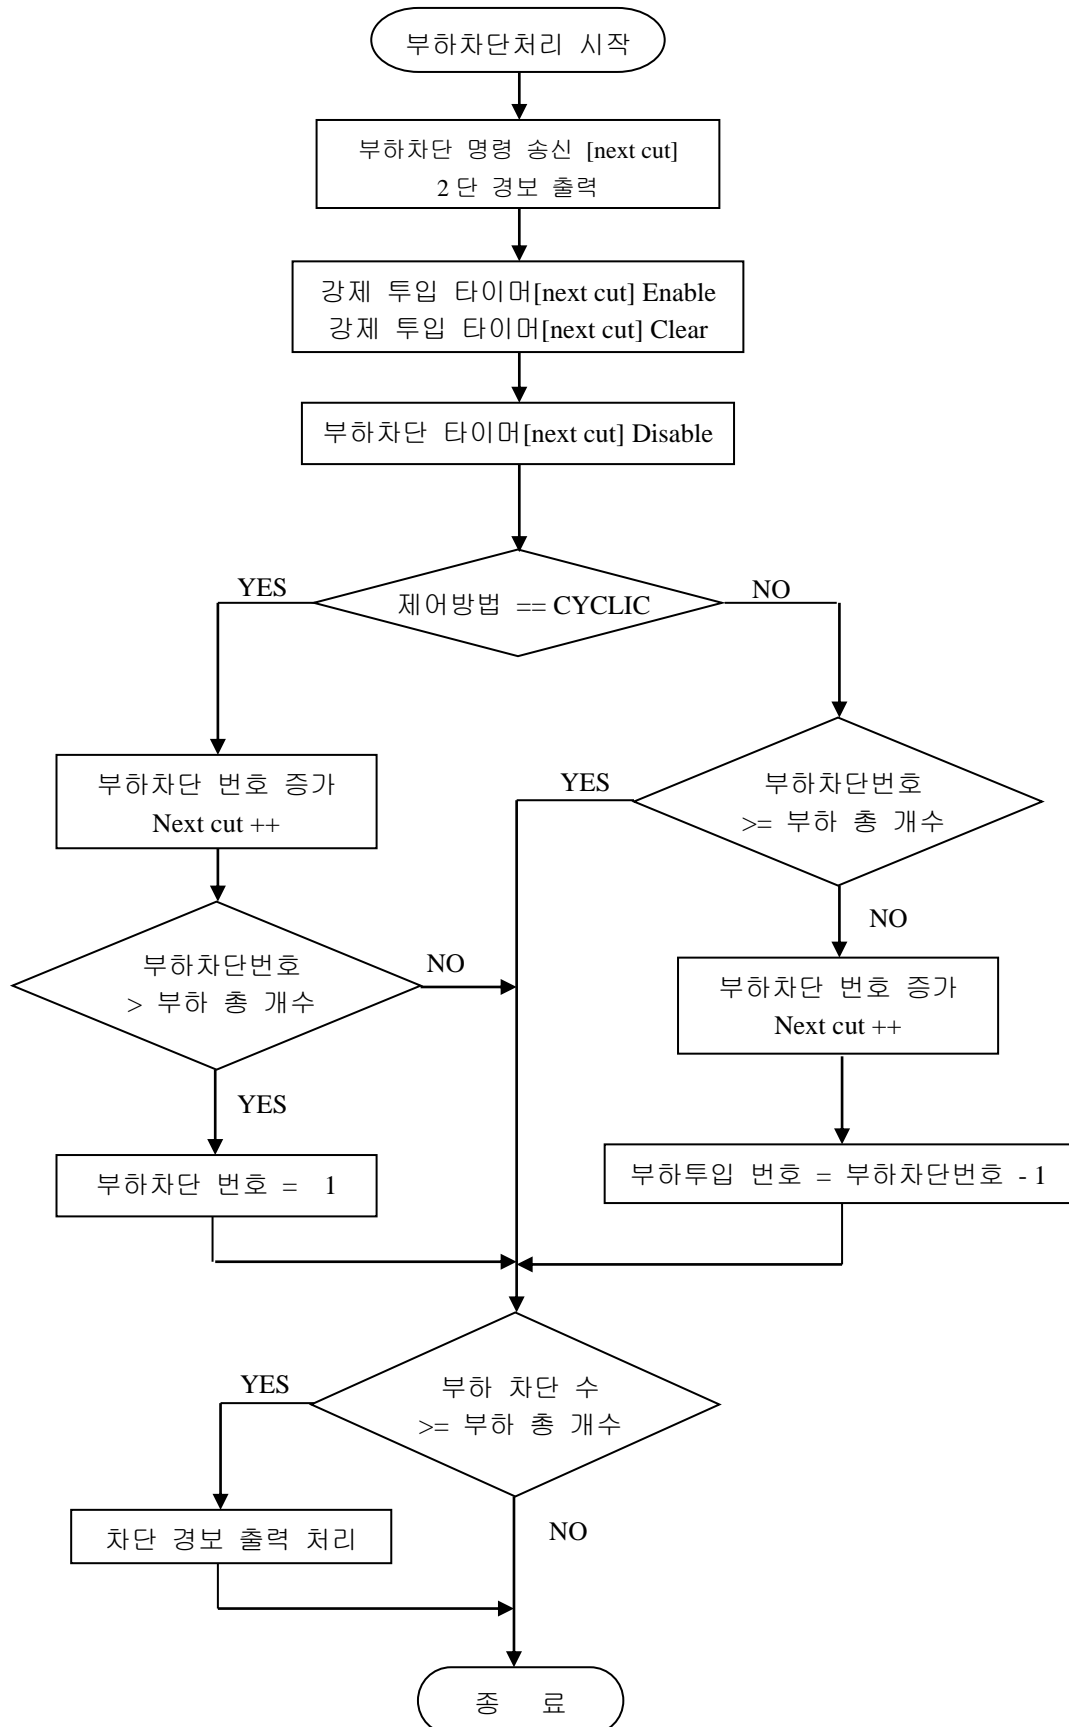 부하차단처리 시작
부하차단 명령 송신 [next cut]
2단 경보 출력
강제 투입 타이머[next cut] Enable
강제 투입 타이머[next cut] Clear
부하차단 타이머[next cut] Disable
YES
제어방법 == CYCLIC
NO
부하차단 번호 증가
Next cut ++
YES
부하차단번호
>= 부하 총 개수
NO
부하차단번호
> 부하 총 개수
NO
부하차단 번호 증가
Next cut ++
YES
부하차단 번호 = 1
부하투입 번호 = 부하차단번호 - 1
YES
부하 차단 수
>= 부하 총 개수
차단 경보 출력 처리
NO
종 료